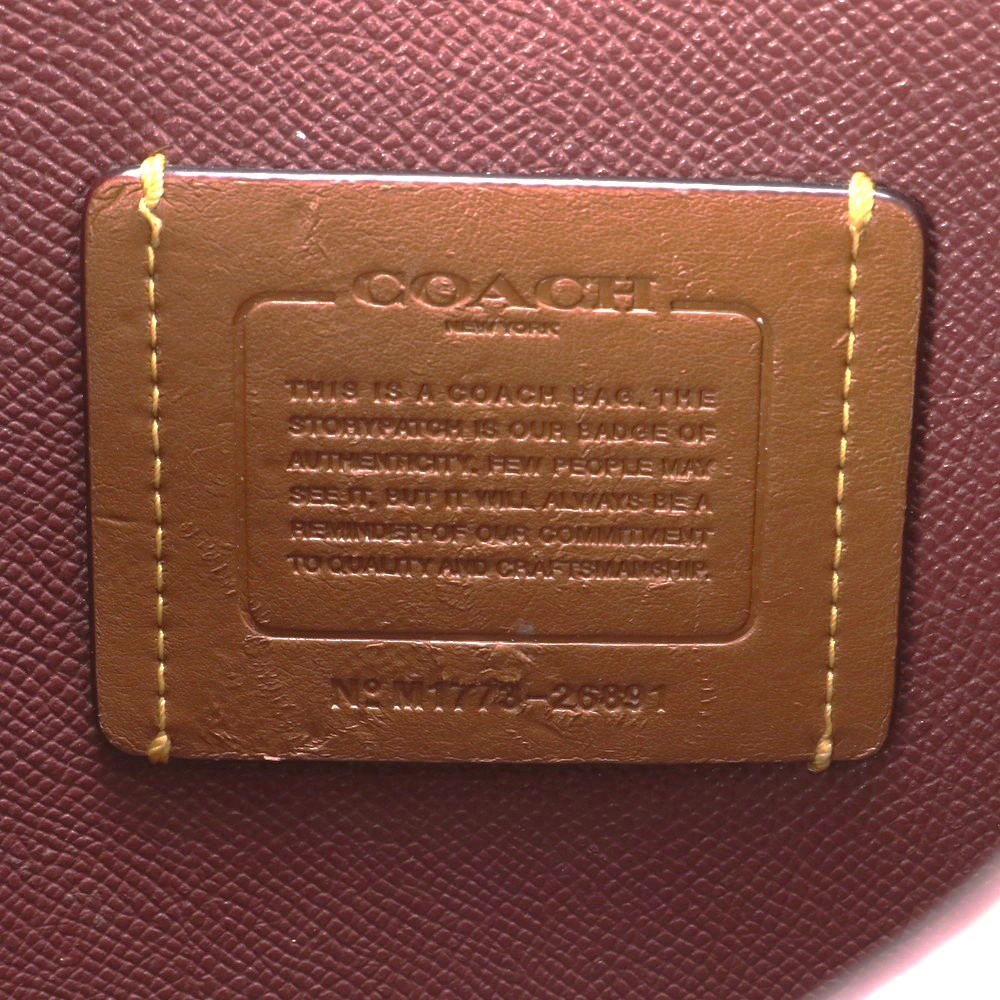 COACH
NEW YORK
THIS IS A COACH BAG. THE
STORYPATCH IS OUR BADGE OF
AUTHENTICITY. FEW PEOPLE MAY
SEE IT, BUT IT WILL ALWAYS BE A
REMINDER OF OUR COMMITMENT
TO QUALITY AND CRAFTSMANSHIP.
Nº M1773-26891